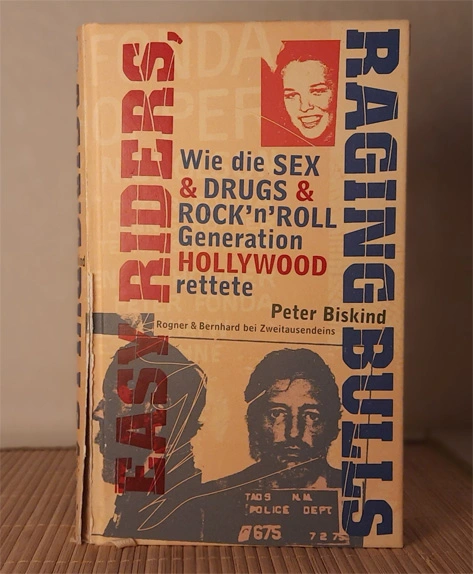 EASY RIDERS,
RAGING BULLS
FONDA
Wie die SEX
& DRUGS &
ROCK'n'ROLL
Generation
HOLLYWOOD
rettete
Peter Biskind
Rogner & Bernhard bei Zweitausendeins
TAOS N.M.
POLICE DEPT
675 7 2 75